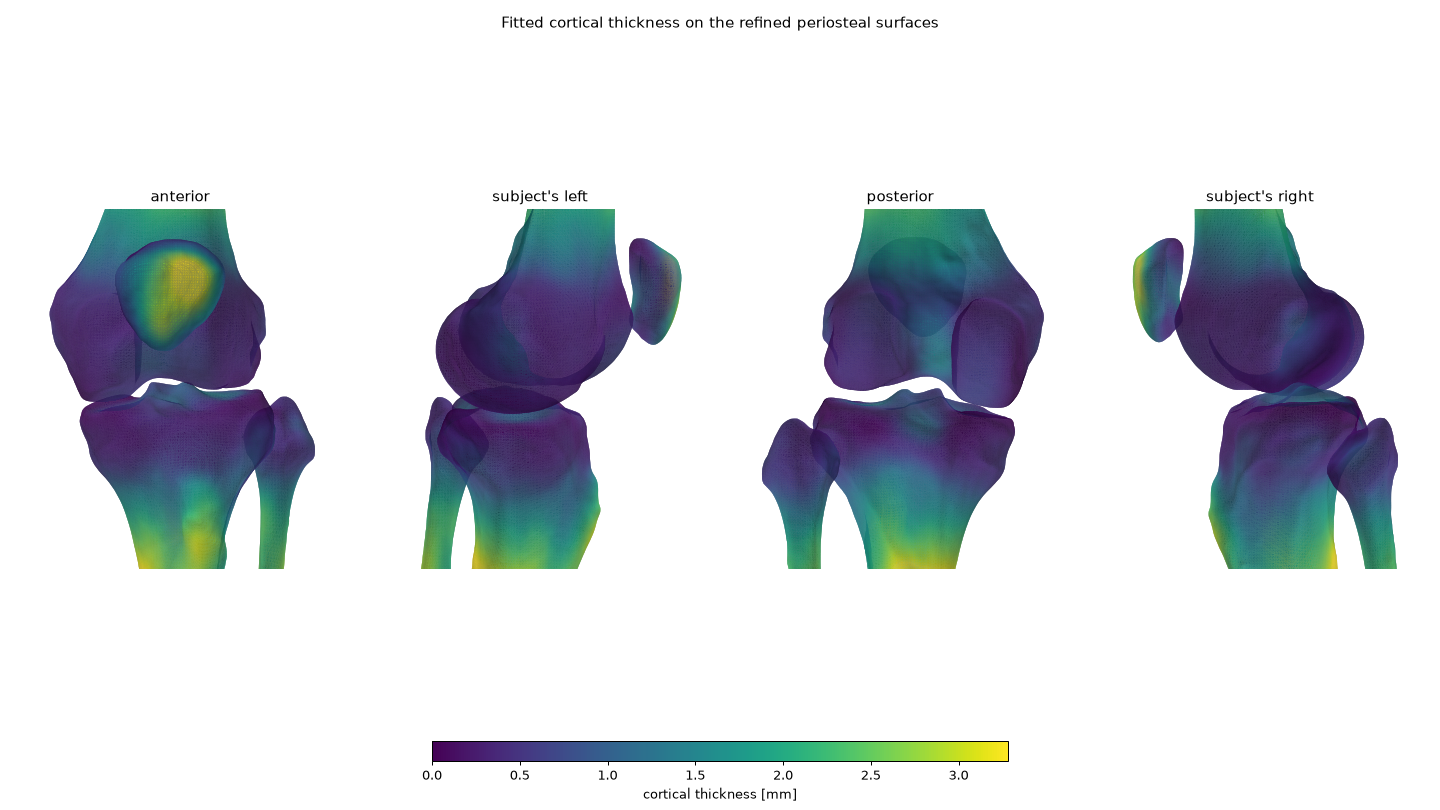 Fitted cortical thickness on the refined periosteal surfaces
anterior
subject's left
posterior
subject's right
0.0 0.5 1.0 1.5 2.0 2.5 3.0
cortical thickness [mm]